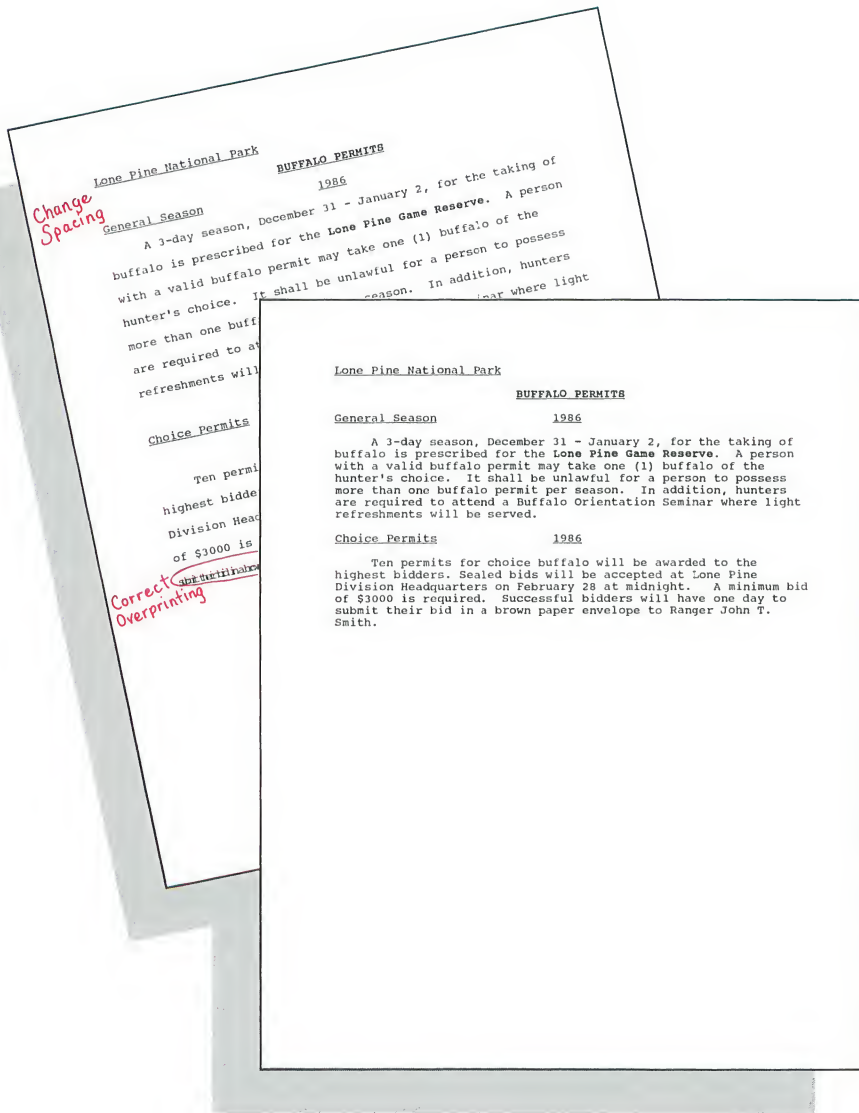 Lone Pine National Park
BUFFALO PERMITS
1986
Change
Spacing
General Season
A 3-day season, December 31 - January 2, for the taking of
buffalo is prescribed for the Lone Pine Game Reserve. A person
with a valid buffalo permit may take one (1) buffalo of the
hunter's choice. It shall be unlawful for a person to possess
more than one buff
season. In addition, hunters
are required to at
inar where light
refreshments will
Choice Permits
Ten permi
highest bidde
Division Head
of $3000 is
Correct
Overprinting
Lone Pine National Park
BUFFALO PERMITS
General Season 1986
A 3-day season, December 31 - January 2, for the taking of
buffalo is prescribed for the Lone Pine Game Reserve. A person
with a valid buffalo permit may take one (1) buffalo of the
hunter's choice. It shall be unlawful for a person to possess
more than one buffalo permit per season. In addition, hunters
are required to attend a Buffalo Orientation Seminar where light
refreshments will be served.
Choice Permits 1986
Ten permits for choice buffalo will be awarded to the
highest bidders. Sealed bids will be accepted at Lone Pine
Division Headquarters on February 28 at midnight. A minimum bid
of $3000 is required. Successful bidders will have one day to
submit their bid in a brown paper envelope to Ranger John T.
Smith.